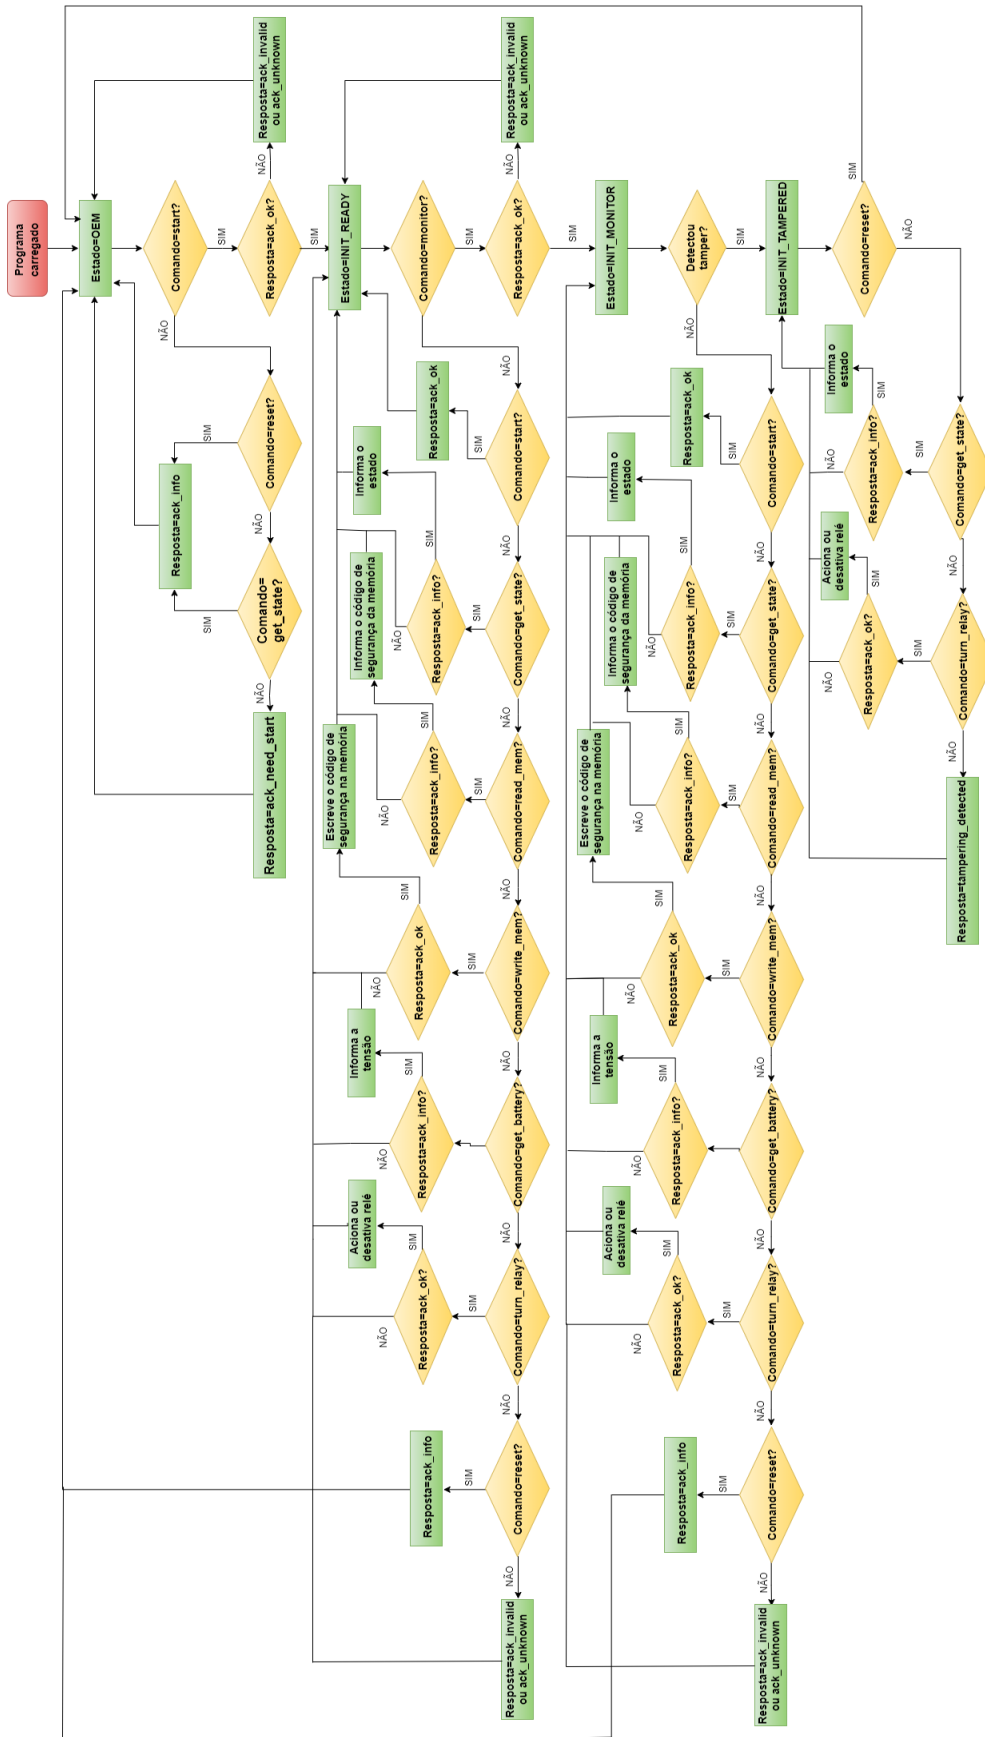 Programa
carregado
Estado=OEM
Comando=start?
SIM
Resposta=ack_ok?
NÃO
Resposta=ack_invalid
ou ack_unknown
SIM
NÃO
Comando=reset?
SIM
Resposta=ack_info
NÃO
Comando=
get_state?
SIM
NÃO
Resposta=ack_need_start
Estado=INIT_READY
Comando=monitor?
SIM
Resposta=ack_ok?
NÃO
Resposta=ack_invalid
ou ack_unknown
SIM
NÃO
Comando=start?
SIM
Resposta=ack_ok
NÃO
Comando=get_state?
SIM
Resposta=ack_info?
SIM
Informa o
estado
NÃO
NÃO
Comando=read_mem?
SIM
Resposta=ack_info?
SIM
Informa o código de
segurança da memória
NÃO
NÃO
Comando=write_mem?
SIM
Resposta=ack_ok
SIM
Escreve o código de
segurança na memória
NÃO
NÃO
Comando=get_battery?
Resposta=ack_info?
SIM
Informa a
tensão
NÃO
NÃO
Comando=turn_relay?
SIM
Resposta=ack_ok?
SIM
Aciona ou
desativa relé
NÃO
NÃO
Comando=reset?
SIM
Resposta=ack_info
NÃO
Resposta=ack_invalid
ou ack_unknown
Estado=INIT_MONITOR
Detectou
tamper?
SIM
NÃO
Comando=start?
SIM
Resposta=ack_ok
NÃO
Comando=get_state?
SIM
Resposta=ack_info?
SIM
Informa o
estado
NÃO
NÃO
Comando=read_mem?
SIM
Resposta=ack_info?
SIM
Informa o código de
segurança da memória
NÃO
NÃO
Comando=write_mem?
SIM
Resposta=ack_ok
SIM
Escreve o código de
segurança na memória
NÃO
NÃO
Comando=get_battery?
Resposta=ack_info?
SIM
Informa a
tensão
NÃO
NÃO
Comando=turn_relay?
SIM
Resposta=ack_ok?
SIM
Aciona ou
desativa relé
NÃO
NÃO
Comando=reset?
SIM
Resposta=ack_info
NÃO
Resposta=ack_invalid
ou ack_unknown
Estado=INIT_TAMPERED
Comando=reset?
SIM
NÃO
Comando=get_state?
SIM
Resposta=ack_info?
SIM
Informa o
estado
NÃO
NÃO
Comando=turn_relay?
SIM
Resposta=ack_ok?
SIM
Aciona ou
desativa relé
NÃO
NÃO
Resposta=tampering_detected